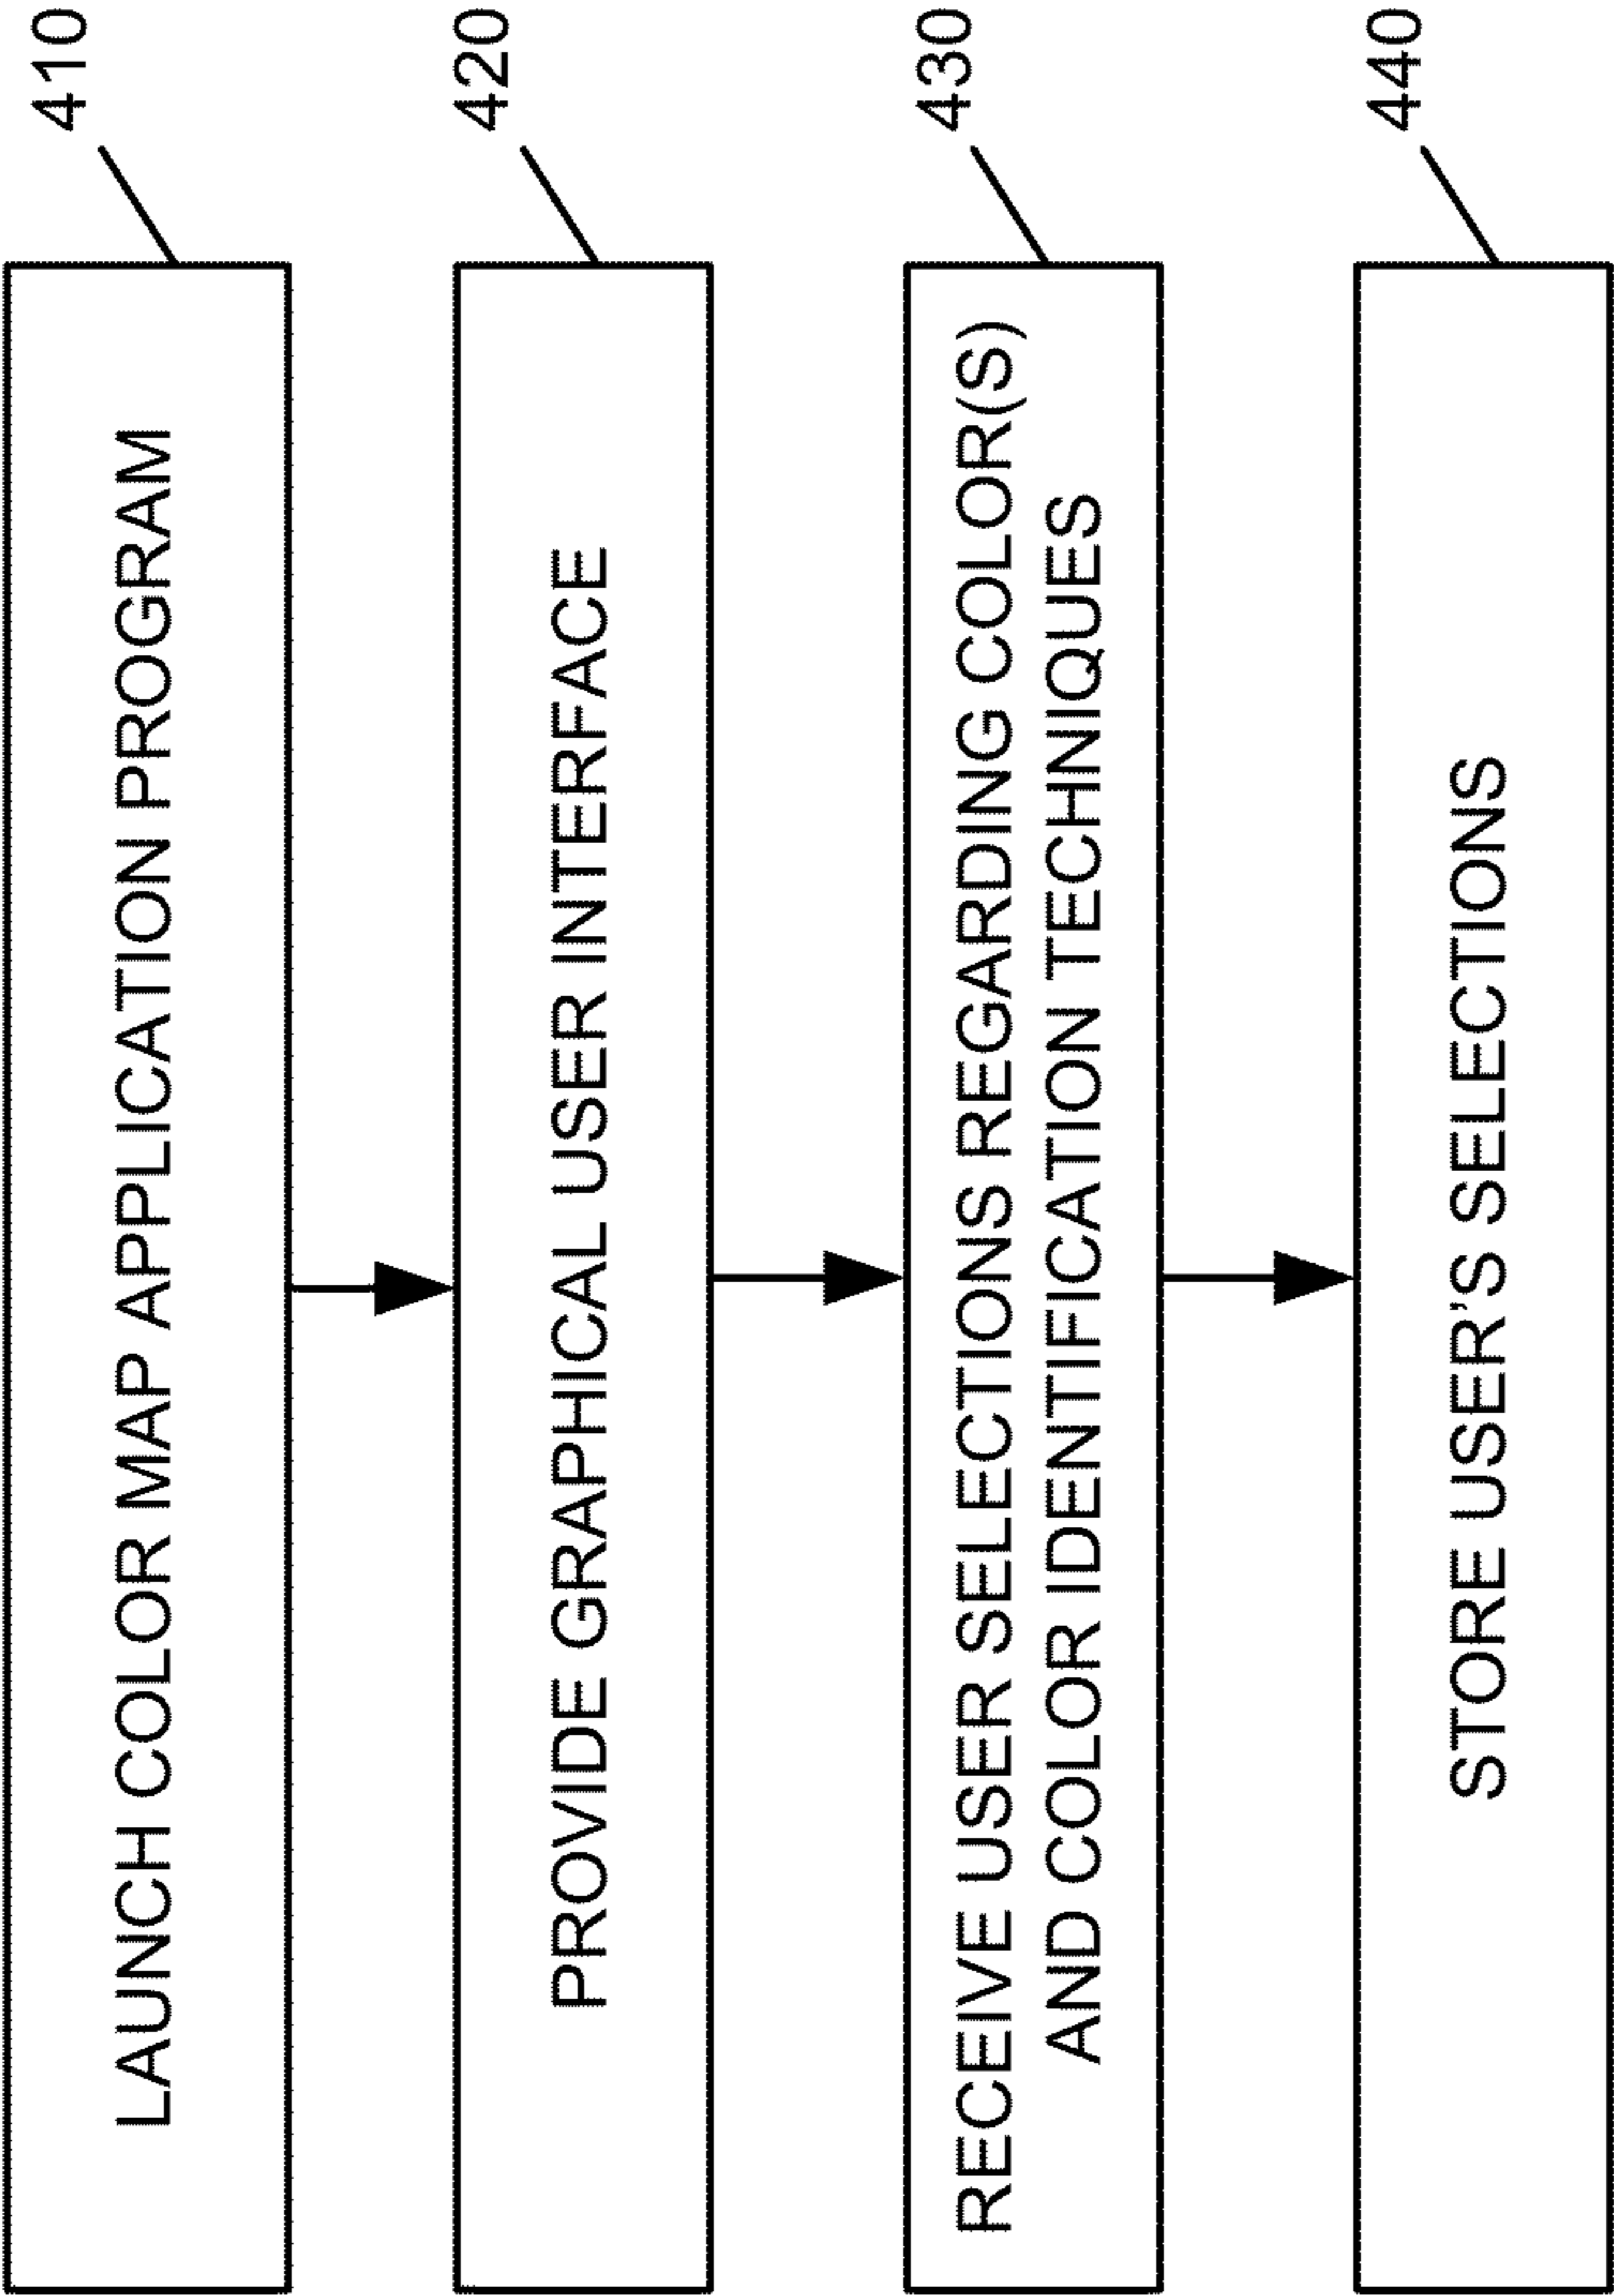 LAUNCH COLOR MAP APPLICATION PROGRAM
410
PROVIDE GRAPHICAL USER INTERFACE
420
RECEIVE USER SELECTIONS REGARDING COLOR(S)
AND COLOR IDENTIFICATION TECHNIQUES
430
STORE USER'S SELECTIONS
440